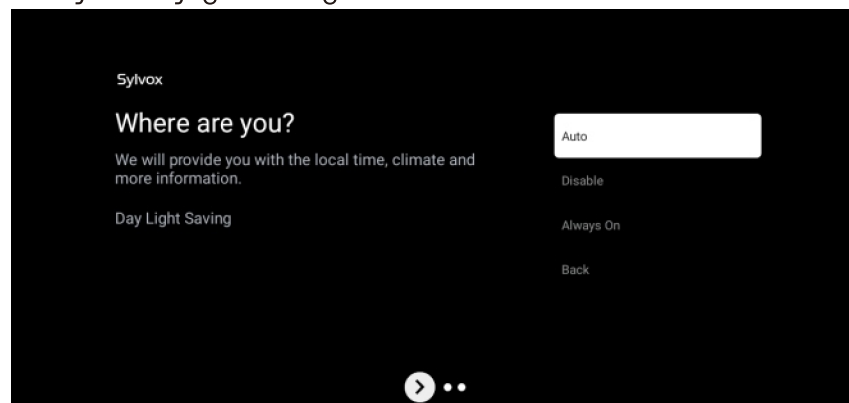 Sylvox
Where are you?
We will provide you with the local time, climate and
more information.
Day Light Saving
Auto
Disable
Always On
Back